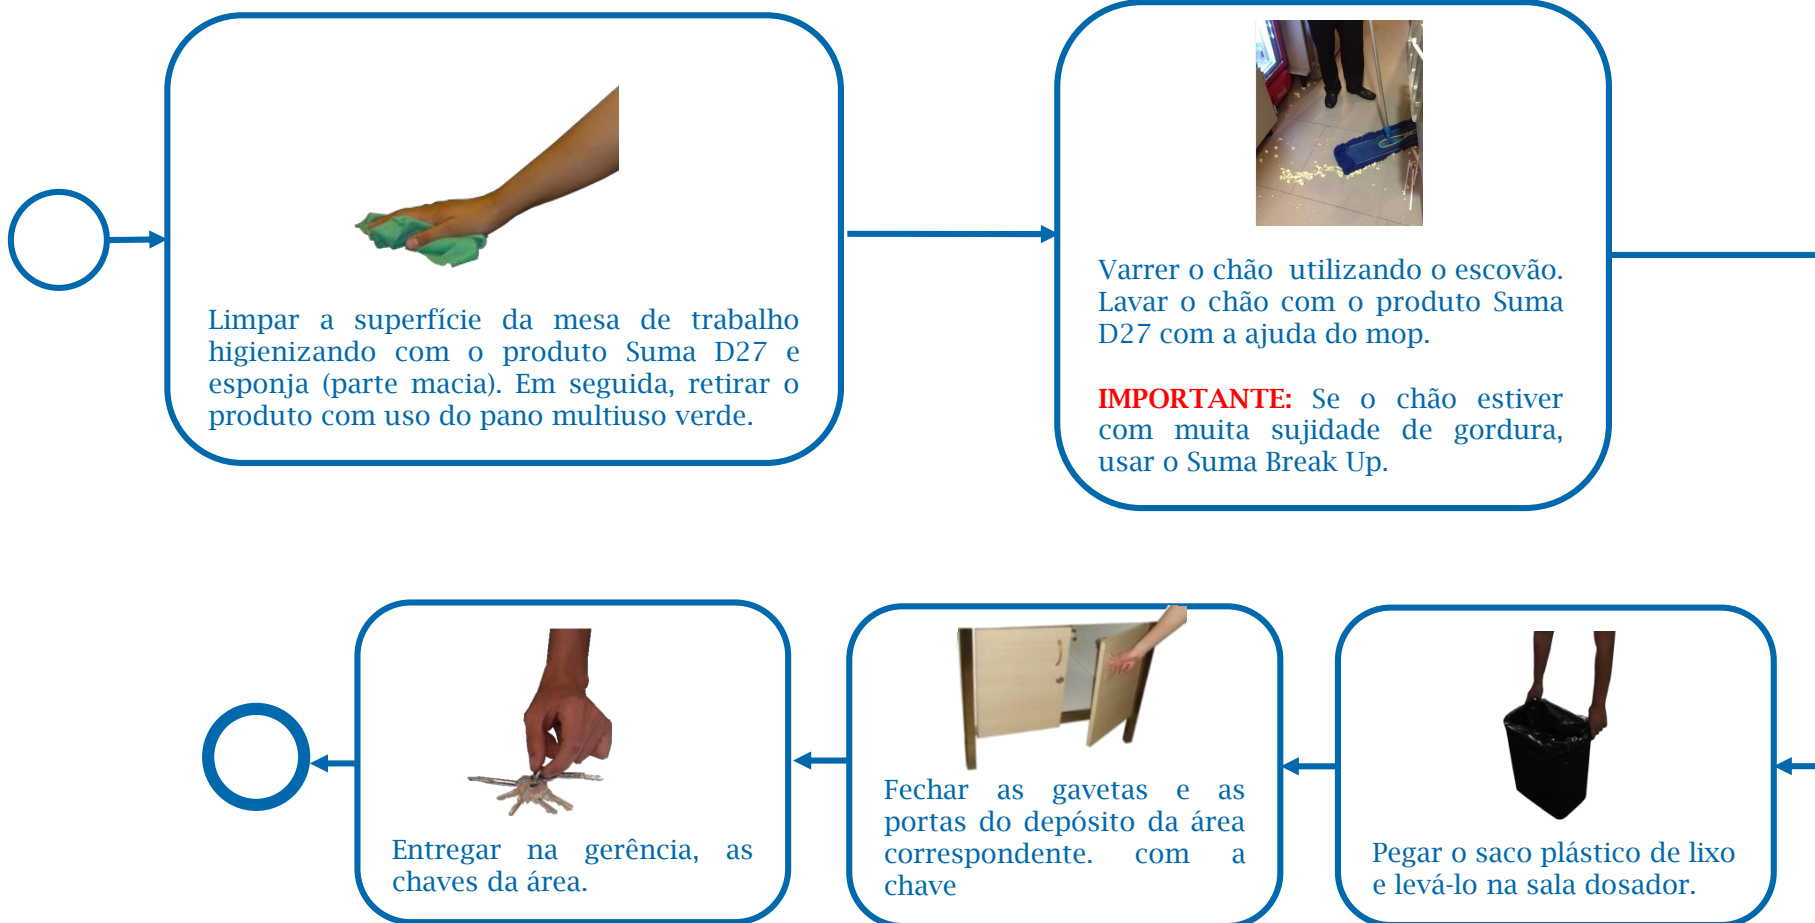 Limpar a superfície da mesa de trabalho
higienizando com o produto Suma D27 e
esponja (parte macia). Em seguida, retirar o
produto com uso do pano multiuso verde.
Varrer o chão utilizando o escovão.
Lavar o chão com o produto Suma
D27 com a ajuda do mop.
IMPORTANTE: Se o chão estiver
com muita sujidade de gordura,
usar o Suma Break Up.
Entregar na gerência, as
chaves da área.
Fechar as gavetas e as
portas do depósito da área
correspondente. com a
chave
Pegar o saco plástico de lixo
e levá-lo na sala dosador.